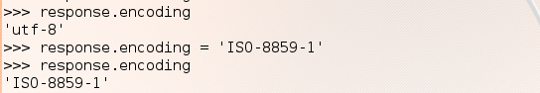 >>> response.encoding
'utf-8'
>>> response.encoding = 'ISO-8859-1'
>>> response.encoding
'ISO-8859-1'